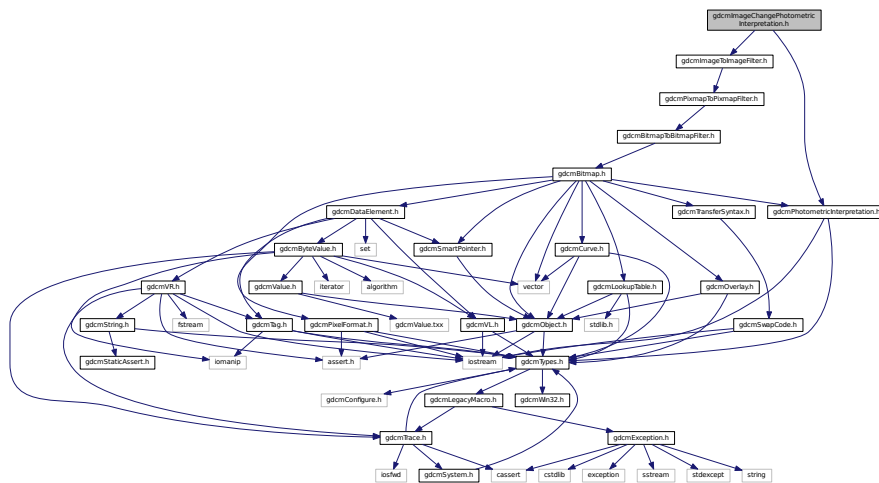 gdcmImageChangePhotometric
Interpretation.h
gdcmImageToImageFilter.h
gdcmPixmapToPixmapFilter.h
gdcmBitmapToBitmapFilter.h
gdcmBitmap.h
gdcmDataElement.h
gdcmTransferSyntax.h
gdcmPhotometricInterpretation.h
gdcmByteValue.h
set
gdcmSmartPointer.h
gdcmCurve.h
gdcmVR.h
gdcmValue.h
iterator
algorithm
vector
gdcmLookupTable.h
gdcmOverlay.h
gdcmString.h
fstream
gdcmTag.h
gdcmPixelFormat.h
gdcmValue.txx
gdcmVL.h
gdcmObject.h
stdlib.h
gdcmSwapCode.h
gdcmStaticAssert.h
iomanip
assert.h
iostream
gdcmTypes.h
gdcmConfigure.h
gdcmLegacyMacro.h
gdcmWin32.h
gdcmTrace.h
gdcmException.h
iosfwd
gdcmSystem.h
cassert
cstdlib
exception
sstream
stdexcept
string